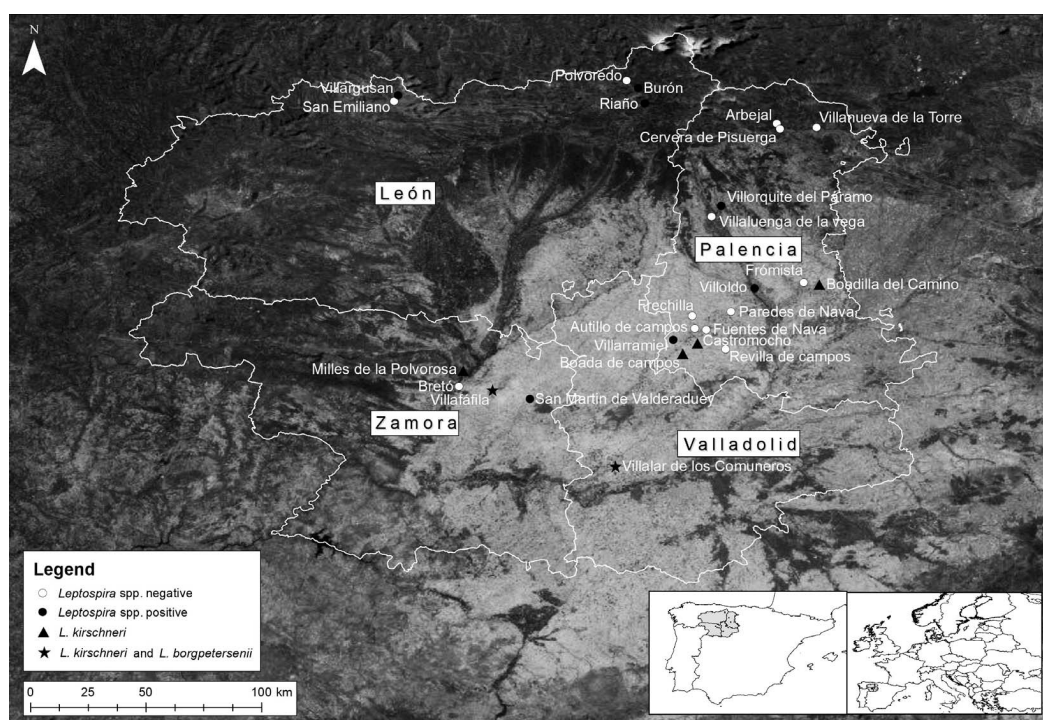 N
Polvoredo
Villargusan
Burón
San Emiliano
Riaño
Arbejal
Villanueva de la Torre
Cervera de Pisuerga
León
Villorquite del Páramo
Villaluenga de la vega
Palencia
Frómista
Villoldo
Boadilla del Camino
Frechilla
Paredes de Nava
Autillo de campos
Fuentes de Nava
Villarramiel
Castromocho
Revilla de campos
Boada de campos
Milles de la Polvorosa
Bretó
Villafáfila
San Martín de Valderaduey
Zamora
Valladolid
Villalar de los Comuneros
Legend
Leptospira spp. negative
Leptospira spp. positive
L. kirschneri
L. kirschneri and L. borgpetersenii
0 25 50 100 km